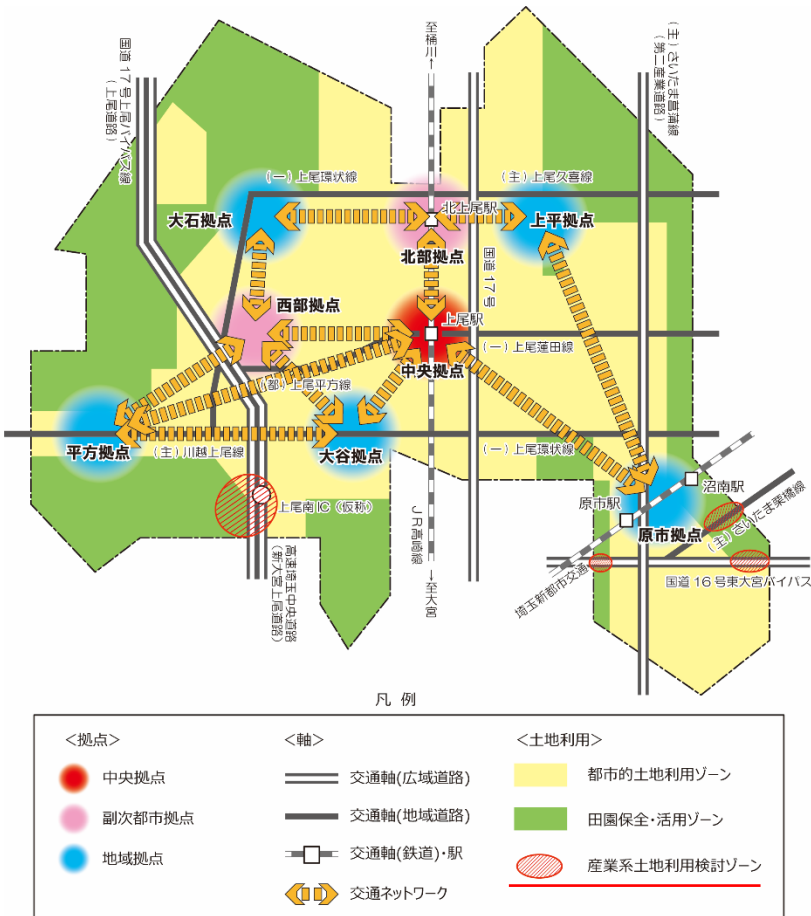 至桶川
国道17号上尾バイパス線
(上尾道路)
(主)さいたま菖蒲線
(第二産業道路)
(一)上尾環状線
(主)上尾久喜線
大石拠点
北上尾駅
上平拠点
北部拠点
国道17号
西部拠点
上尾駅
(一)上尾蓮田線
中央拠点
(都)上尾平方線
平方拠点
(主)川越上尾線
大谷拠点
(一)上尾環状線
沼南駅
原市駅
上尾南IC(仮称)
原市拠点
(主)さいたま栗橋線
JR高崎線
高速埼玉中央道路
(新大宮上尾道路)
至大宮
埼玉新都市交通
国道16号東大宮バイパス
凡 例
<拠点>
中央拠点
副次都市拠点
地域拠点
<軸>
交通軸(広域道路)
交通軸(地域道路)
交通軸(鉄道)・駅
交通ネットワーク
<土地利用>
都市的土地利用ゾーン
田園保全・活用ゾーン
産業系土地利用検討ゾーン